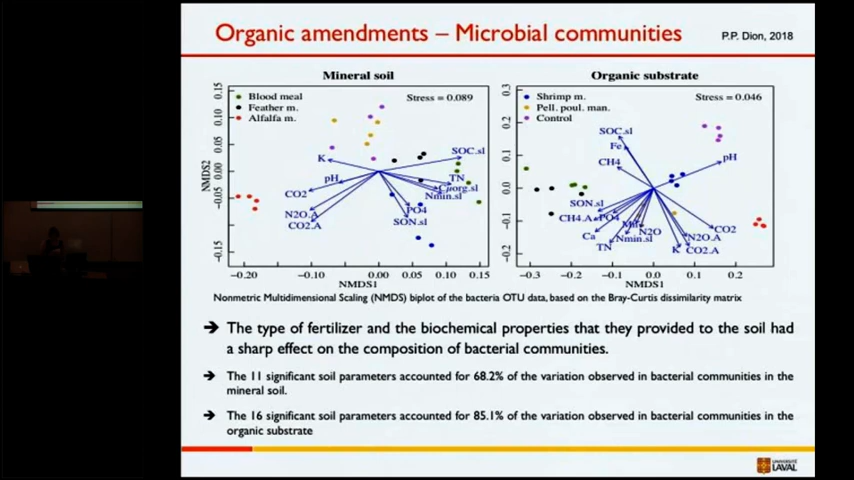 Organic amendments – Microbial communities
P.P. Dion, 2018
Mineral soil
Organic substrate
Blood meal
Feather m.
Alfalfa m.
Stress = 0.089
Shrimp m.
Pell. poul. man.
Control
Stress = 0.046
0.15
0.10
0.05
0.00
-0.05
-0.15
NMDS2
K
SOC.sl
pH
TN
Cuorg.sl
CO2
Nmin.sl
PO4
N2O.A
CO2.A
SON.sl
-0.20
-0.10
0.00
0.05
0.10
0.15
NMDS1
0.3
0.2
0.1
0.0
-0.1
-0.2
SOC.sl
Fe
CH4
pH
SON.sl
CH4.A
PO4
Ca
TN
Nmin.sl
N2O
CO2
N2O.A
K
CO2.A
-0.3
-0.2
-0.1
0.0
0.1
0.2
NMDS1
Nonmetric Multidimensional Scaling (NMDS) biplot of the bacteria OTU data, based on the Bray-Curtis dissimilarity matrix
➔ The type of fertilizer and the biochemical properties that they provided to the soil had
a sharp effect on the composition of bacterial communities.
➔ The 11 significant soil parameters accounted for 68.2% of the variation observed in bacterial communities in the
mineral soil.
➔ The 16 significant soil parameters accounted for 85.1% of the variation observed in bacterial communities in the
organic substrate
UNIVERSITÉ
LAVAL